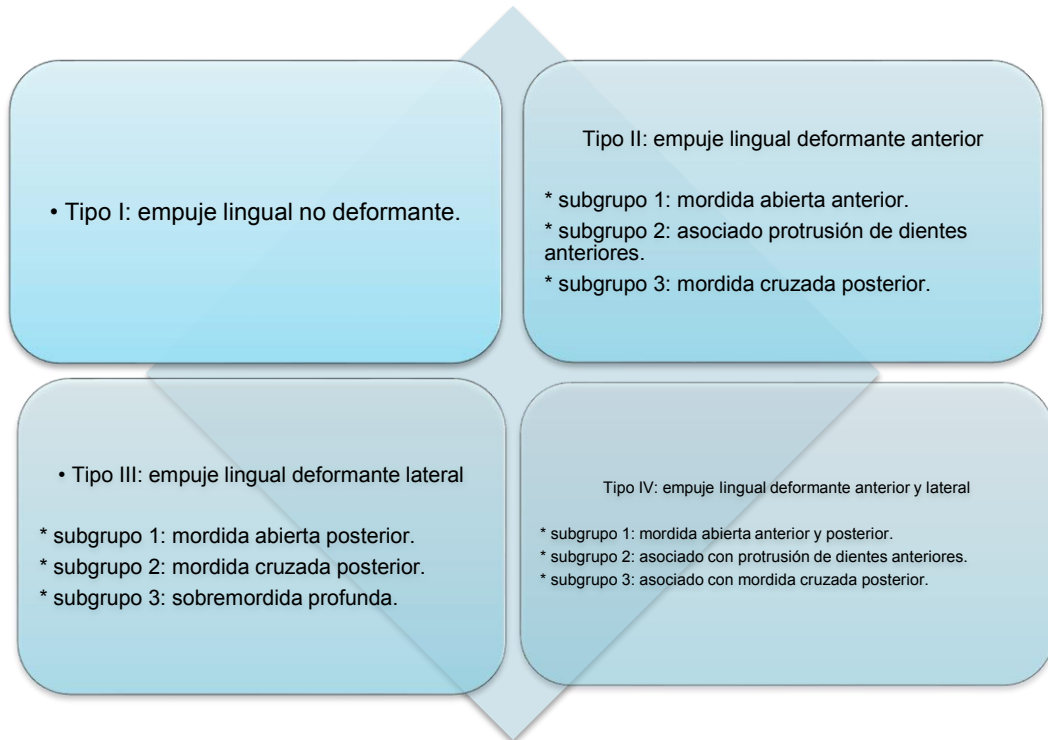 • Tipo I: empuje lingual no deformante.
Tipo II: empuje lingual deformante anterior
* subgrupo 1: mordida abierta anterior.
* subgrupo 2: asociado protrusión de dientes
anteriores.
* subgrupo 3: mordida cruzada posterior.
• Tipo III: empuje lingual deformante lateral
* subgrupo 1: mordida abierta posterior.
* subgrupo 2: mordida cruzada posterior.
* subgrupo 3: sobremordida profunda.
Tipo IV: empuje lingual deformante anterior y lateral
* subgrupo 1: mordida abierta anterior y posterior.
* subgrupo 2: asociado con protrusión de dientes anteriores.
* subgrupo 3: asociado con mordida cruzada posterior.